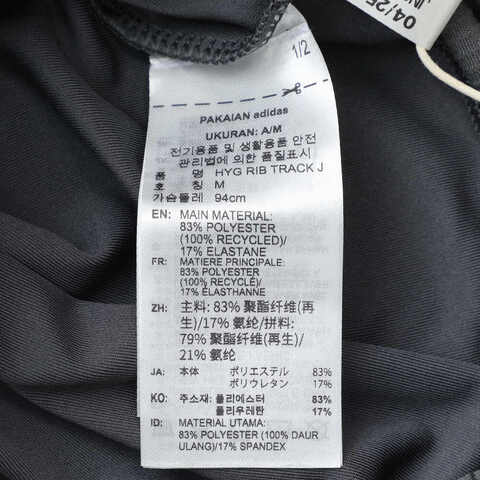 04/25
1/2
PAKAIAN adidas
UKURAN: A/M
전기용품 및 생활용품 안전
관리법에 의한 품질표시
품 명 HYG RIB TRACK J
호 칭 M
가슴둘레 94cm
EN: MAIN MATERIAL:
83% POLYESTER
(100% RECYCLED)/
17% ELASTANE
FR: MATIERE PRINCIPALE:
83% POLYESTER
(100% RECYCLÉ)/
17% ÉLASTHANNE
ZH: 主料: 83% 聚酯纤维(再
生)/17% 氨纶/拼料:
79% 聚酯纤维(再生)/
21% 氨纶
JA: 本体 ポリエステル 83%
ポリウレタン 17%
KO: 주소재: 폴리에스터 83%
폴리우레탄 17%
ID: MATERIAL UTAMA:
83% POLYESTER (100% DAUR
ULANG)/17% SPANDEX